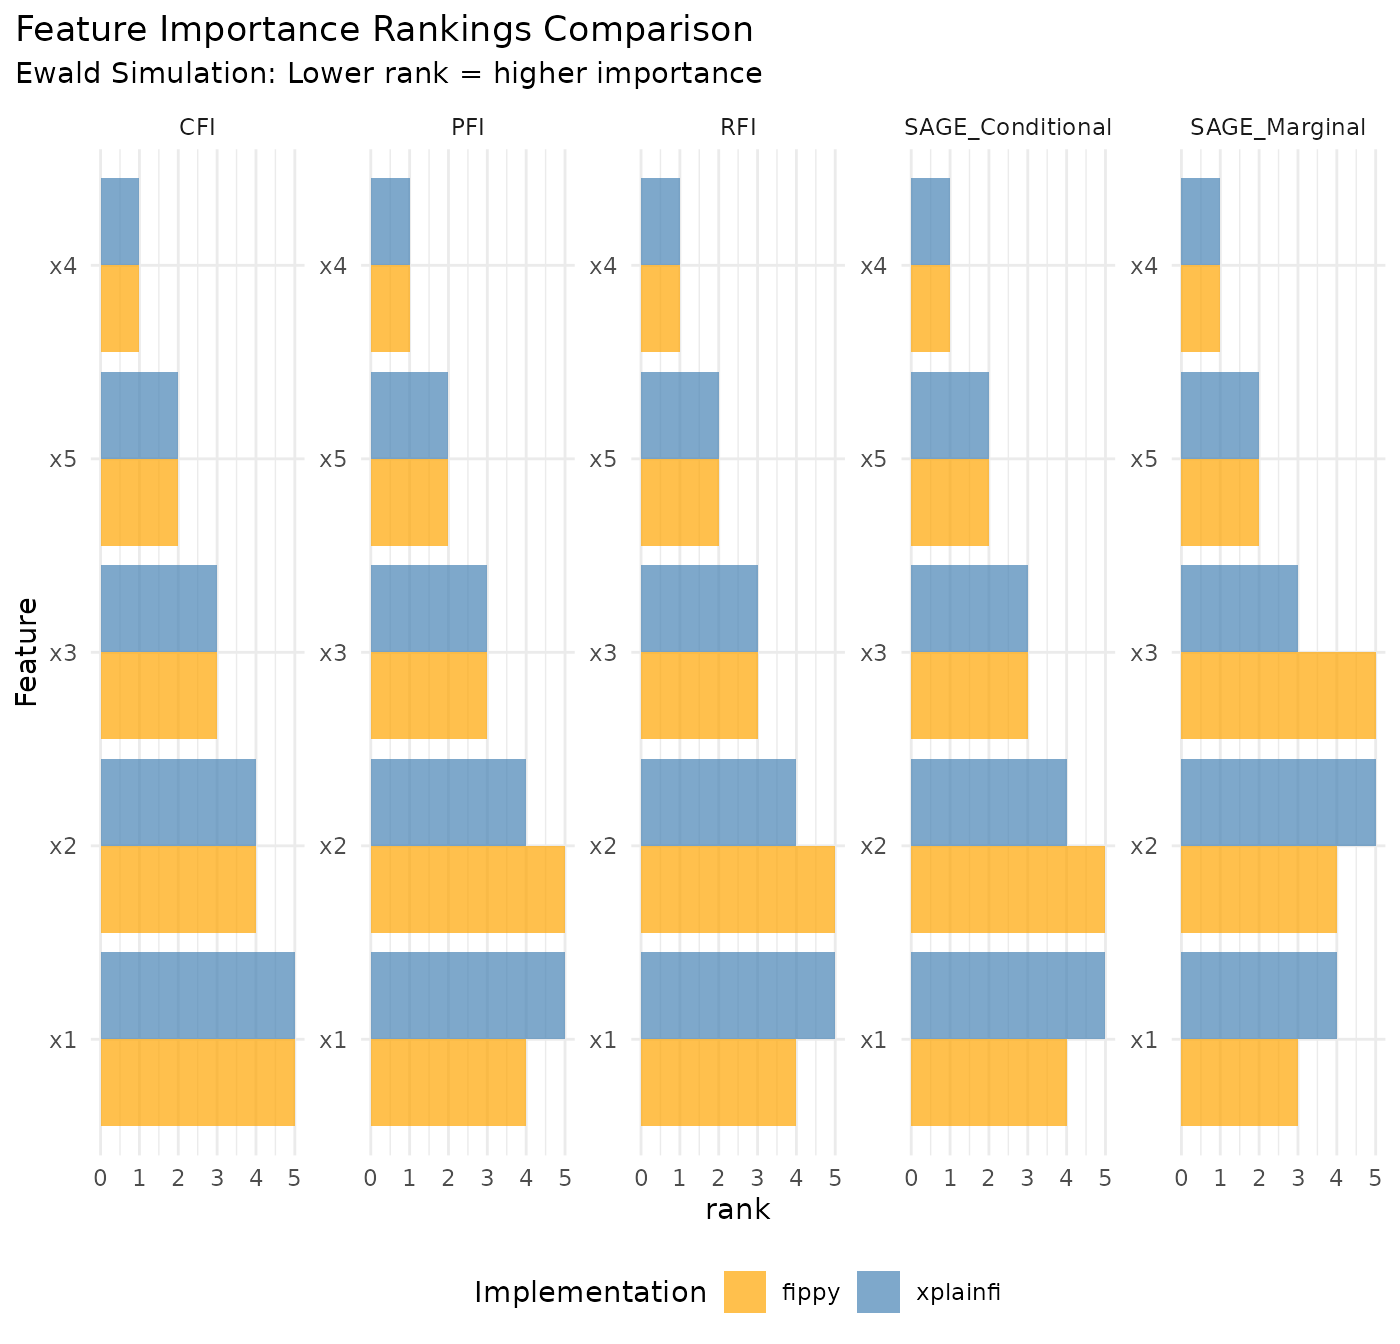 Feature Importance Rankings Comparison
Ewald Simulation: Lower rank = higher importance
CFI PFI RFI SAGE_Conditional SAGE_Marginal
x4 x4 x4 x4 x4
x5 x5 x5 x5 x5
Feature
x3 x3 x3 x3 x3
x2 x2 x2 x2 x2
x1 x1 x1 x1 x1
0 1 2 3 4 5 0 1 2 3 4 5 0 1 2 3 4 5 0 1 2 3 4 5 0 1 2 3 4 5
rank
Implementation fippy xplainfi